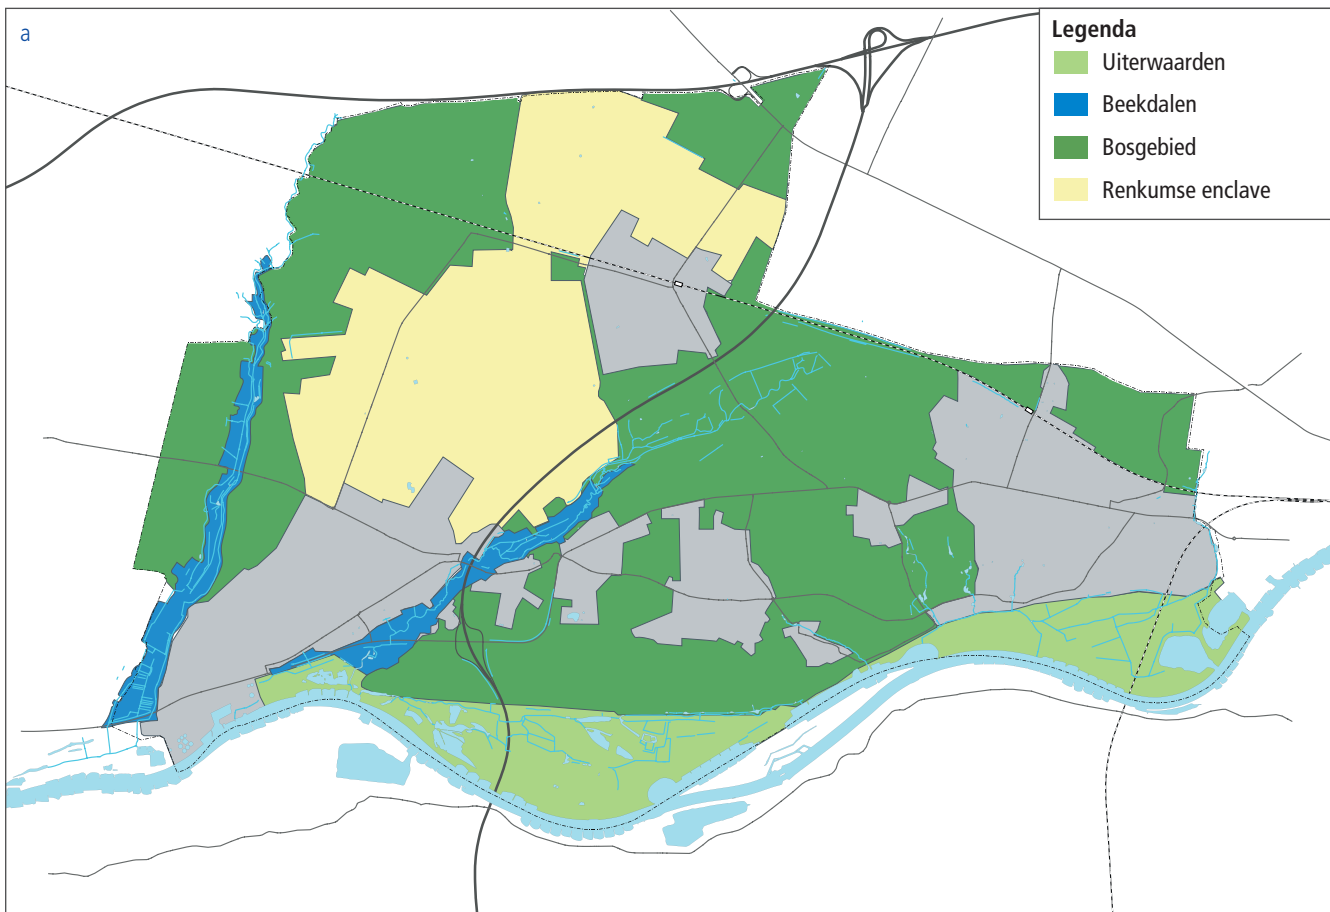 a
Legenda
Uiterwaarden
Beekdalen
Bosgebied
Renkumse enclave